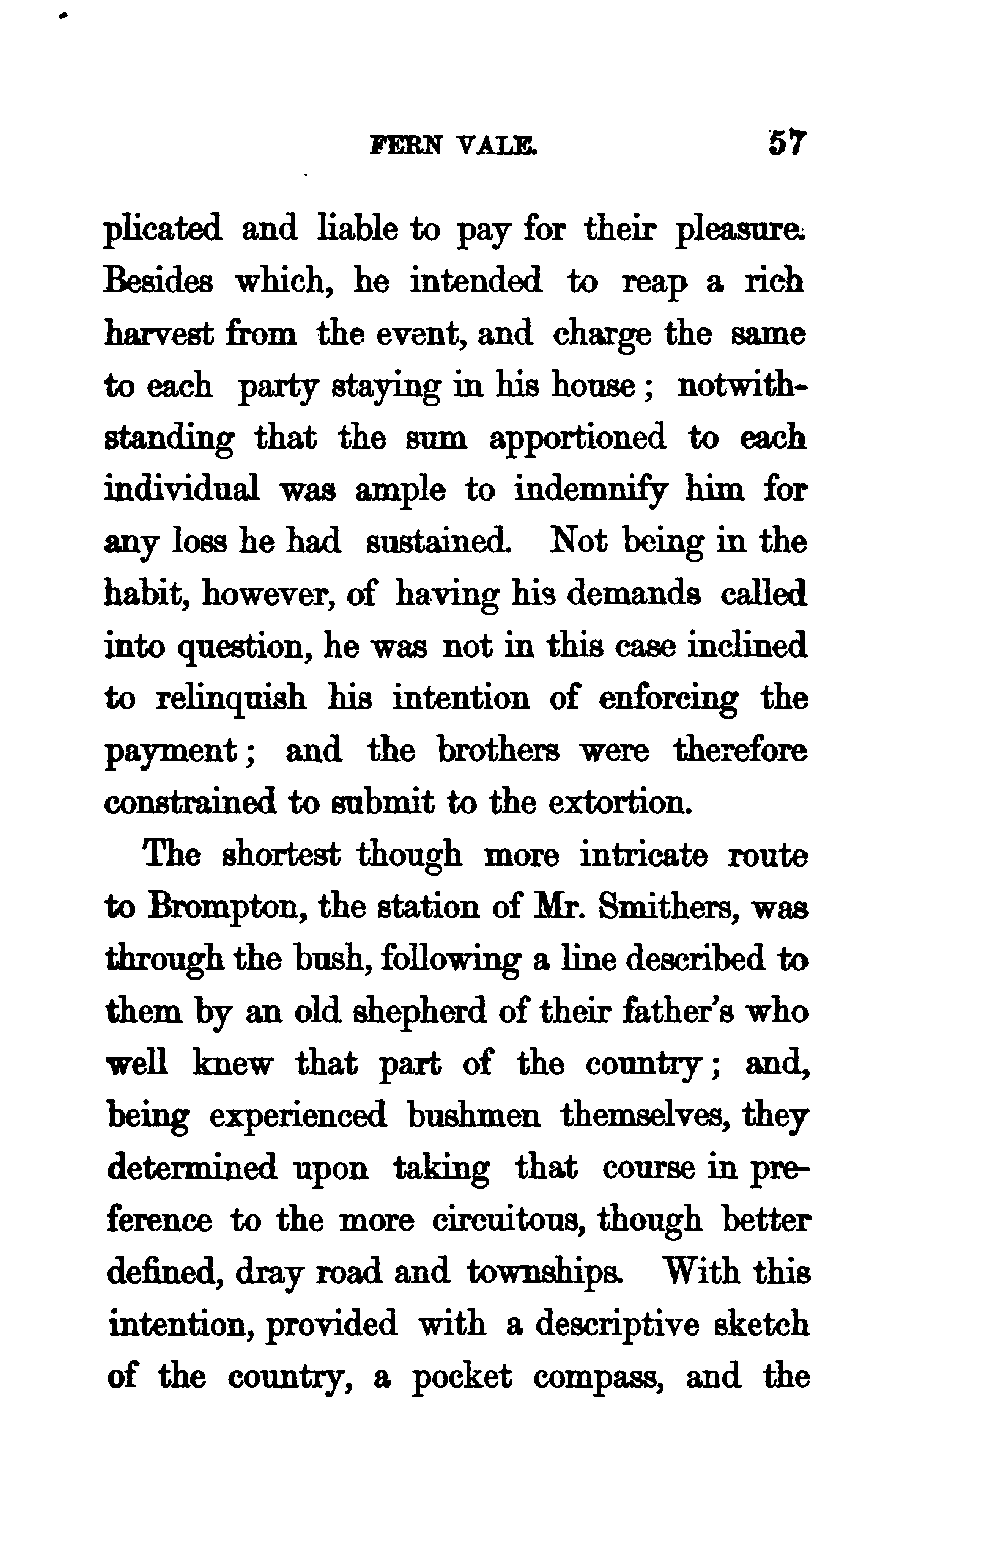 FERN VALE. 57
plicated and liable to pay for their pleasure.
Besides which, he intended to reap a rich
harvest from the event, and charge the same
to each party staying in his house ; notwith-
standing that the sum apportioned to each
individual was ample to indemnify him for
any loss he had sustained. Not being in the
habit, however, of having his demands called
into question, he was not in this case inclined
to relinquish his intention of enforcing the
payment ; and the brothers were therefore
constrained to submit to the extortion.
The shortest though more intricate route
to Brompton, the station of Mr. Smithers, was
through the bush, following a line described to
them by an old shepherd of their father's who
well knew that part of the country ; and,
being experienced bushmen themselves, they
determined upon taking that course in pre-
ference to the more circuitous, though better
defined, dray road and townships. With this
intention, provided with a descriptive sketch
of the country, a pocket compass, and the